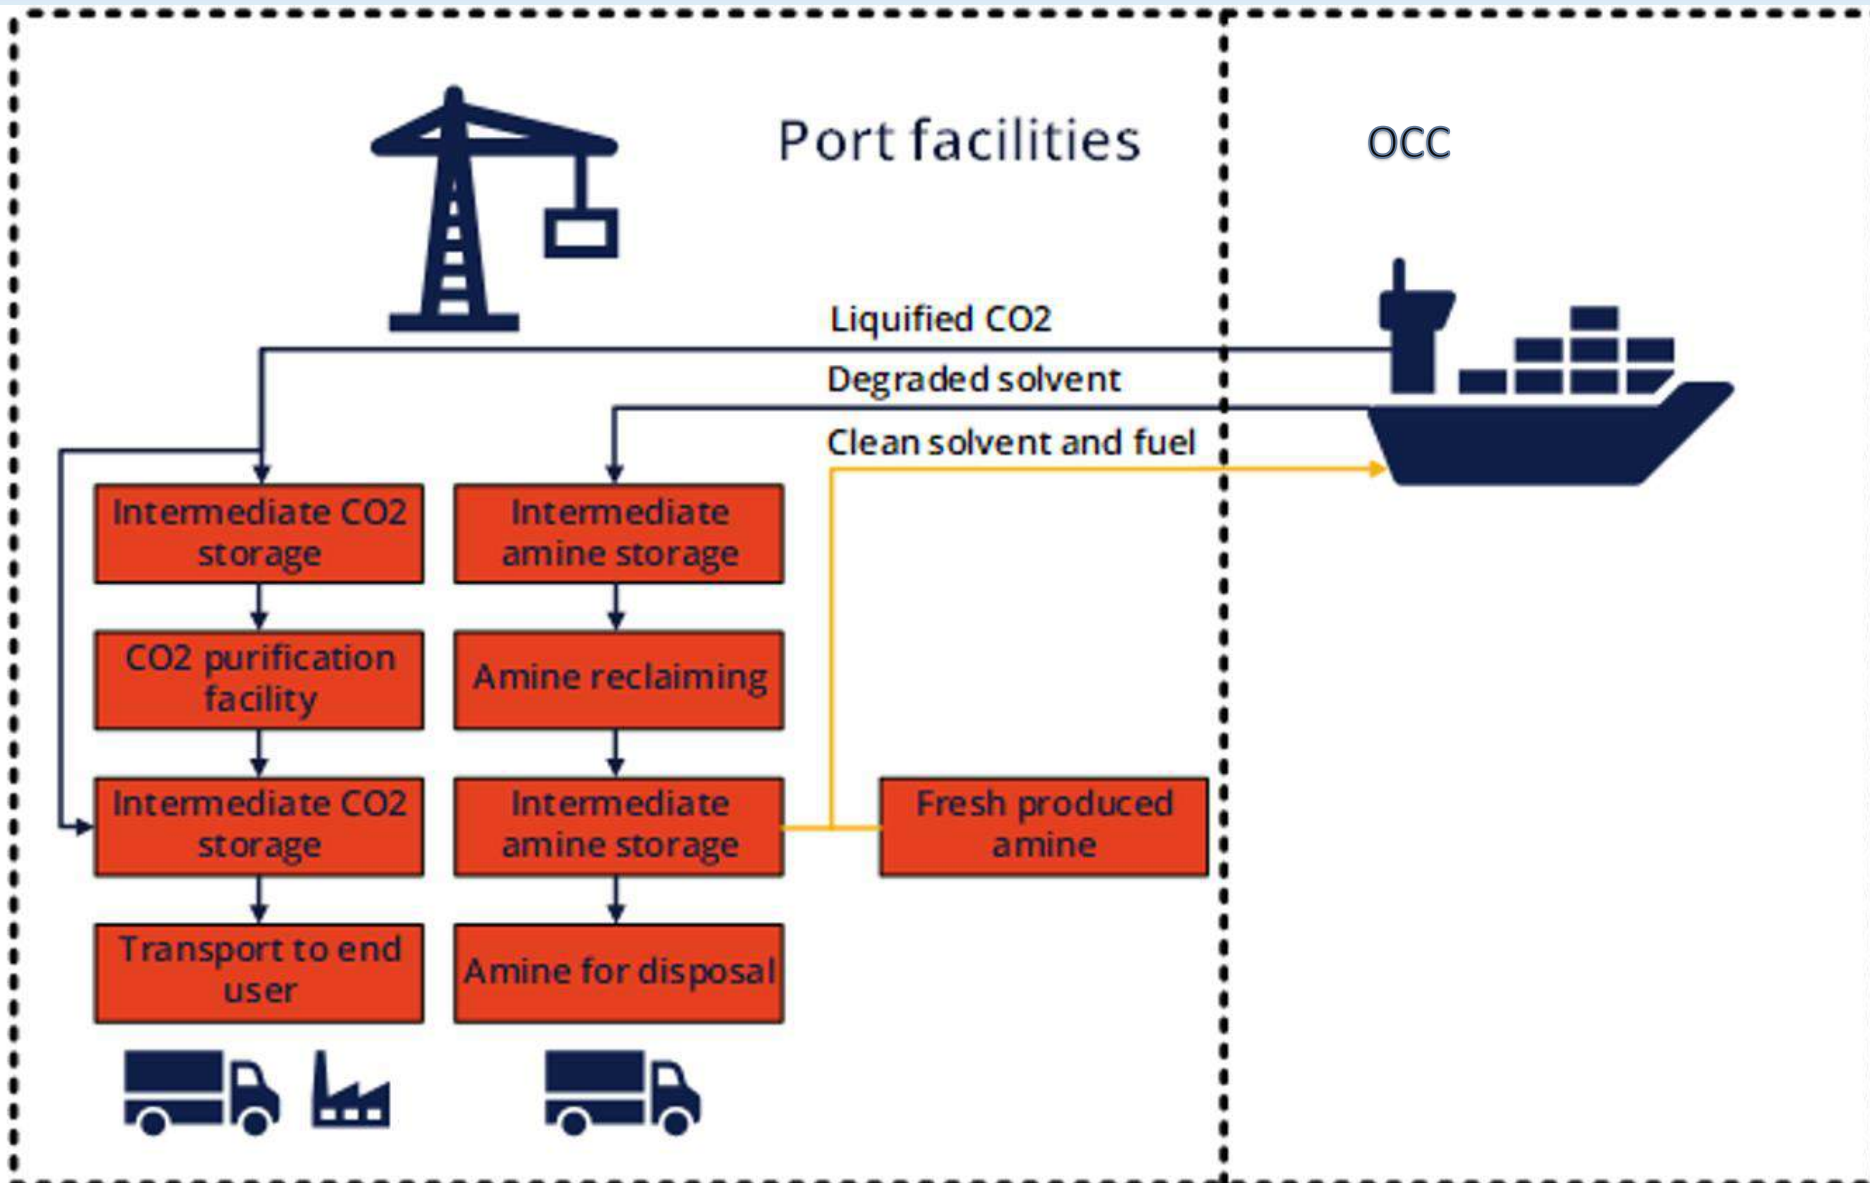 Port facilities
OCC
Liquified CO2
Degraded solvent
Clean solvent and fuel
Intermediate CO2
storage
Intermediate
amine storage
CO2 purification
facility
Amine reclaiming
Intermediate CO2
storage
Intermediate
amine storage
Fresh produced
amine
Transport to end
user
Amine for disposal